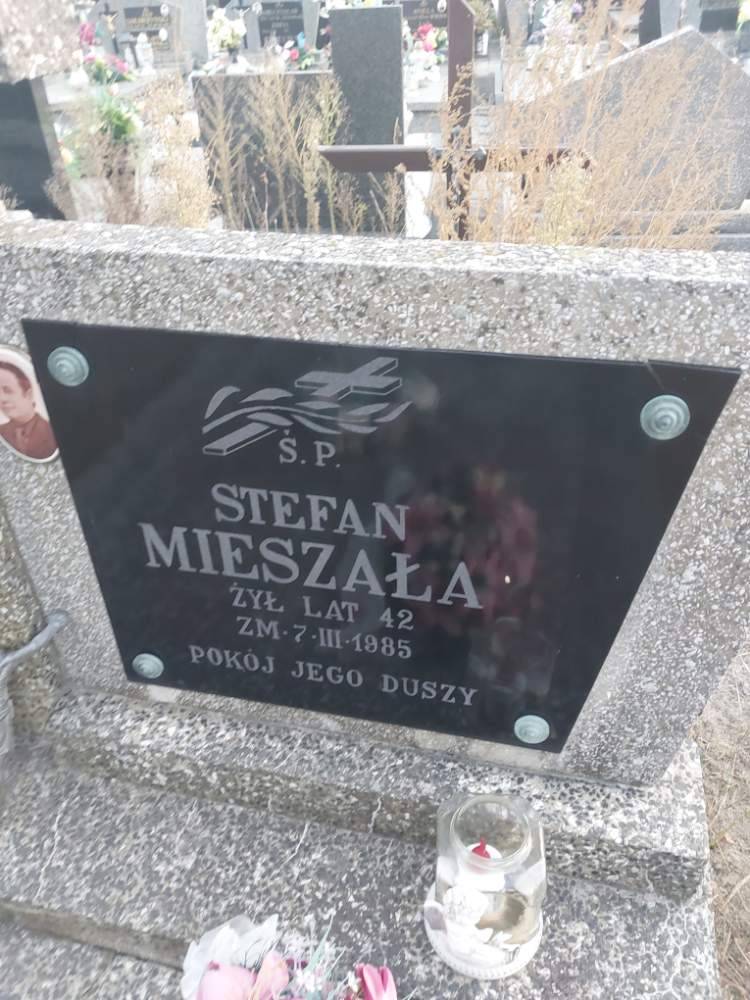 Ś. P.
STEFAN
MIESZAŁA
ŻYŁ LAT 42
ZM·7·III·1985
POKÓJ JEGO DUSZY